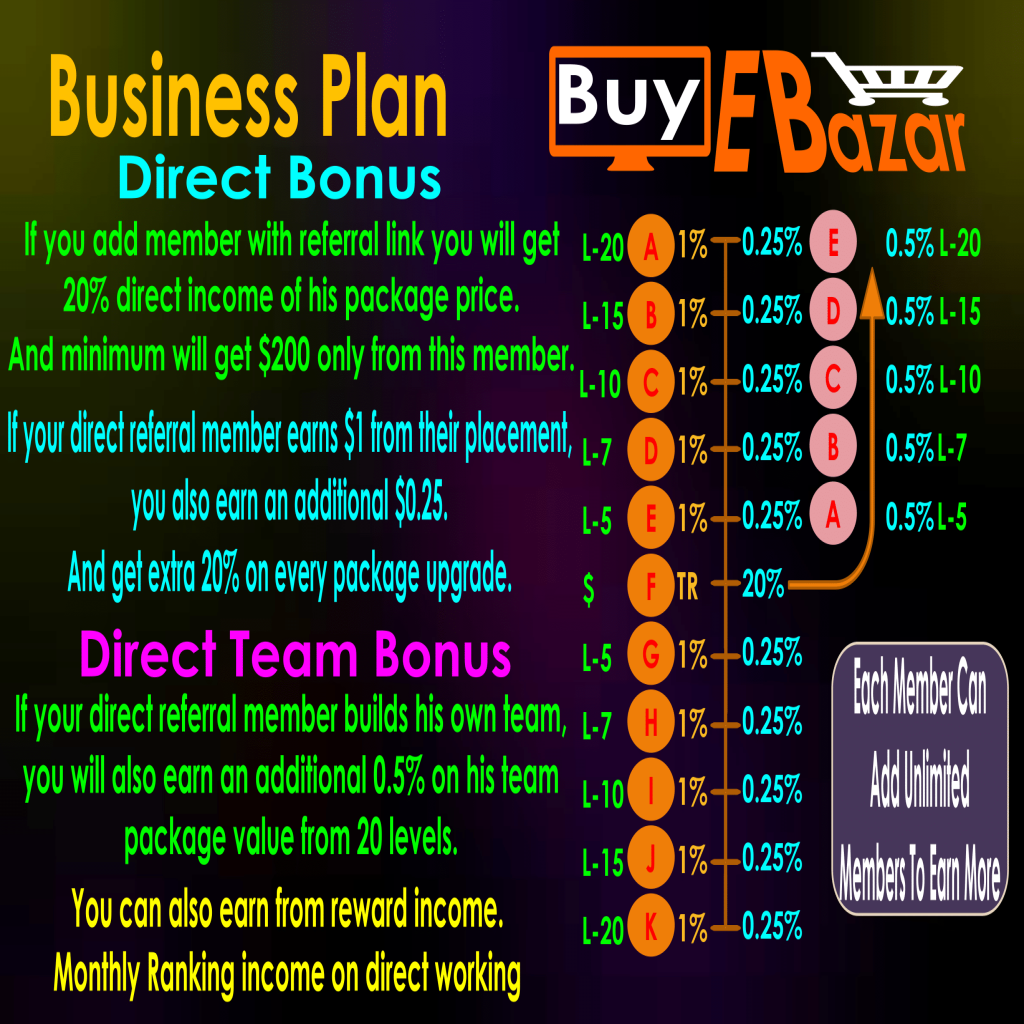 Business Plan
Buy EBazar
Direct Bonus
If you add member with referral link you will get
20% direct income of his package price.
And minimum will get $200 only from this member.
If your direct referral member earns $1 from their placement,
you also earn an additional $0.25.
And get extra 20% on every package upgrade.
Direct Team Bonus
If your direct referral member builds his own team,
you will also earn an additional 0.5% on his team
package value from 20 levels.
You can also earn from reward income.
Monthly Ranking income on direct working
L-20 A 1% 0.25% E 0.5% L-20
L-15 B 1% 0.25% D 0.5% L-15
L-10 C 1% 0.25% C 0.5% L-10
L-7 D 1% 0.25% B 0.5% L-7
L-5 E 1% 0.25% A 0.5% L-5
$ F TR 20%
L-5 G 1% 0.25%
L-7 H 1% 0.25%
L-10 I 1% 0.25%
L-15 J 1% 0.25%
L-20 K 1% 0.25%
Each Member Can
Add Unlimited
Members To Earn More